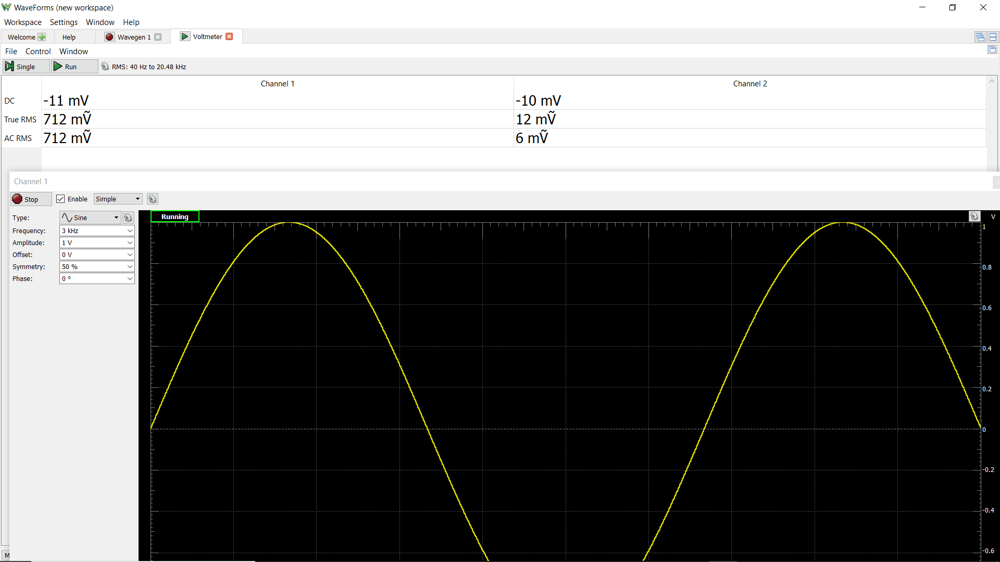 WaveForms (new workspace)
Workspace Settings Window Help
Welcome Help Wavegen 1 Voltmeter
File Control Window
Single Run RMS: 40 Hz to 20.48 kHz
Channel 1 Channel 2
DC -11 mV -10 mV
True RMS 712 mṼ 12 mṼ
AC RMS 712 mṼ 6 mṼ
Channel 1
Stop Enable Simple
Type: Sine Running V
Frequency: 3 kHz
Amplitude: 1 V
Offset: 0 V
Symmetry: 50 %
Phase: 0 º
1
0.8
0.6
0.4
0.2
0
-0.2
-0.4
-0.6
M